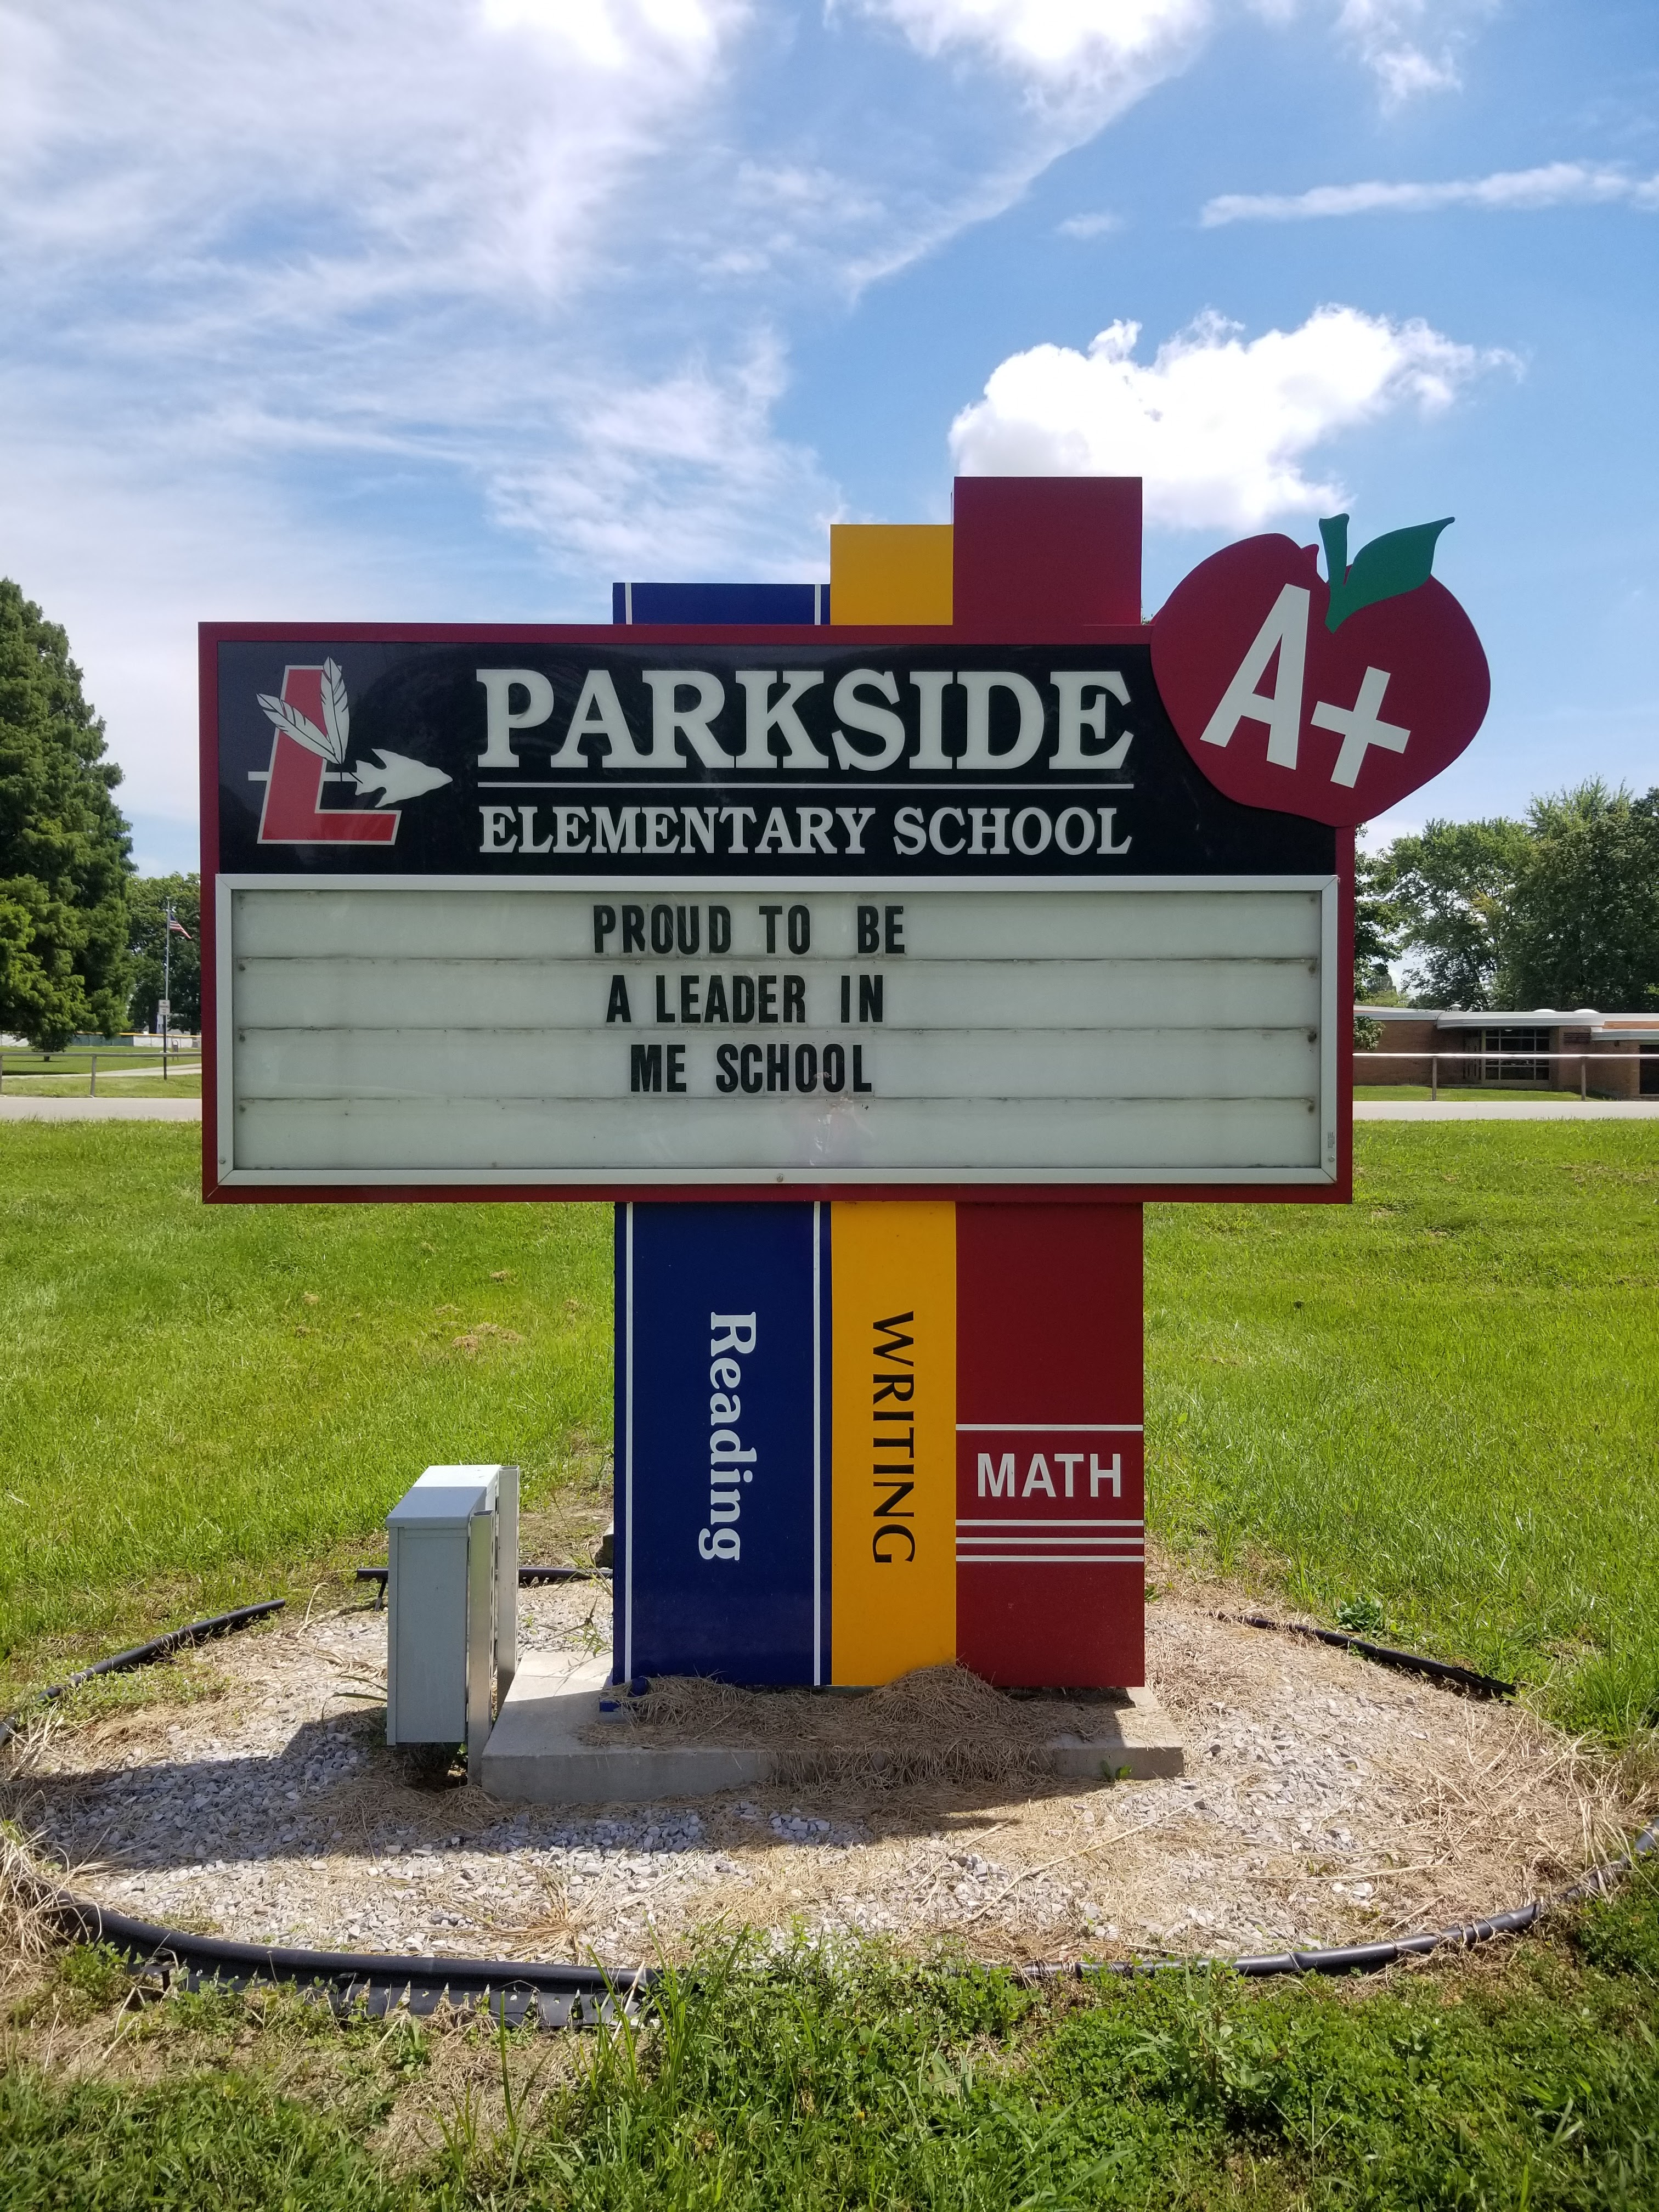 L
PARKSIDE
ELEMENTARY SCHOOL
A+
PROUD TO BE
A LEADER IN
ME SCHOOL
Reading
WRITING
MATH